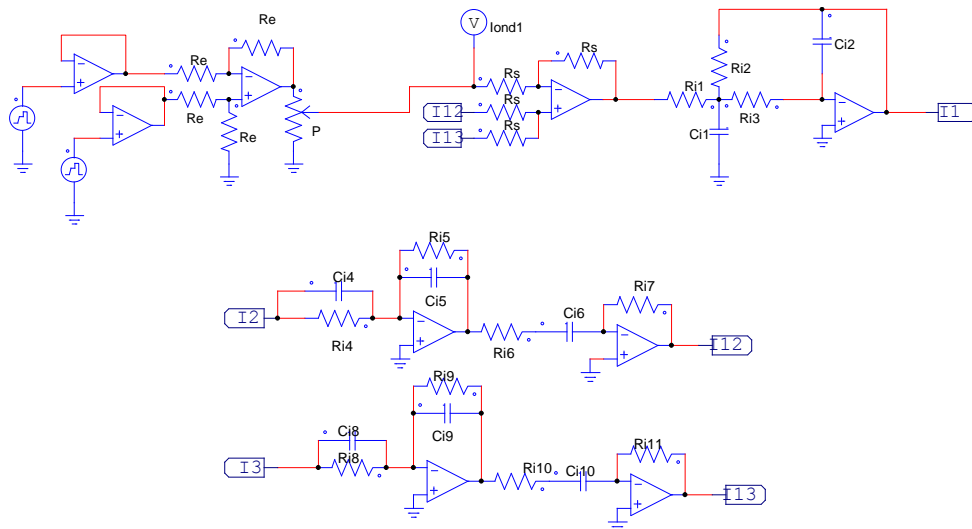 Re
V
Iond1
Re
Re
Re
P
Rs
Rs
Rs
Rs
I12
I13
Ri1
Ri2
Ri3
Ci1
Ci2
I1
I2
Ci4
Ri4
Ri5
Ci5
Ri6
Ci6
Ri7
I12
I3
Ci8
Ri8
Ri9
Ci9
Ri10
Ci10
Ri11
I13